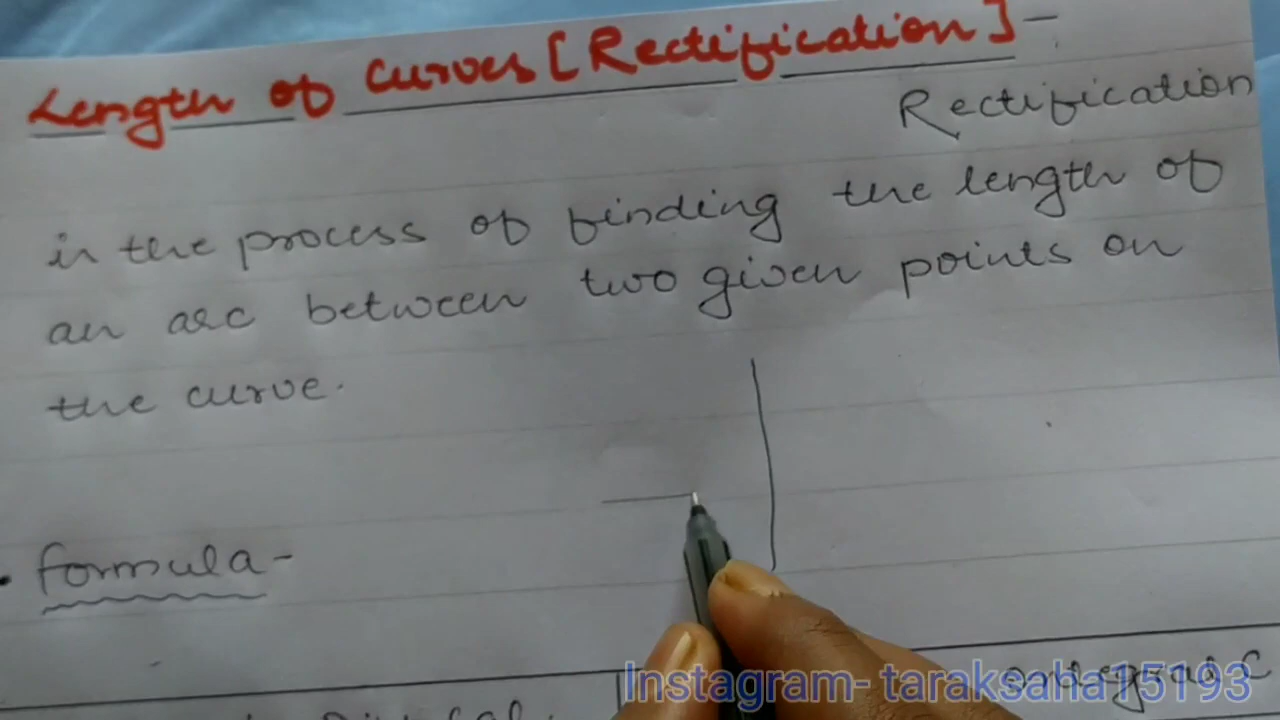 Length of Curves [Rectification] -
Rectification
is the process of finding the length of
an arc between two given points on
the curve.
• formula -
Instagram- taraksaha15193